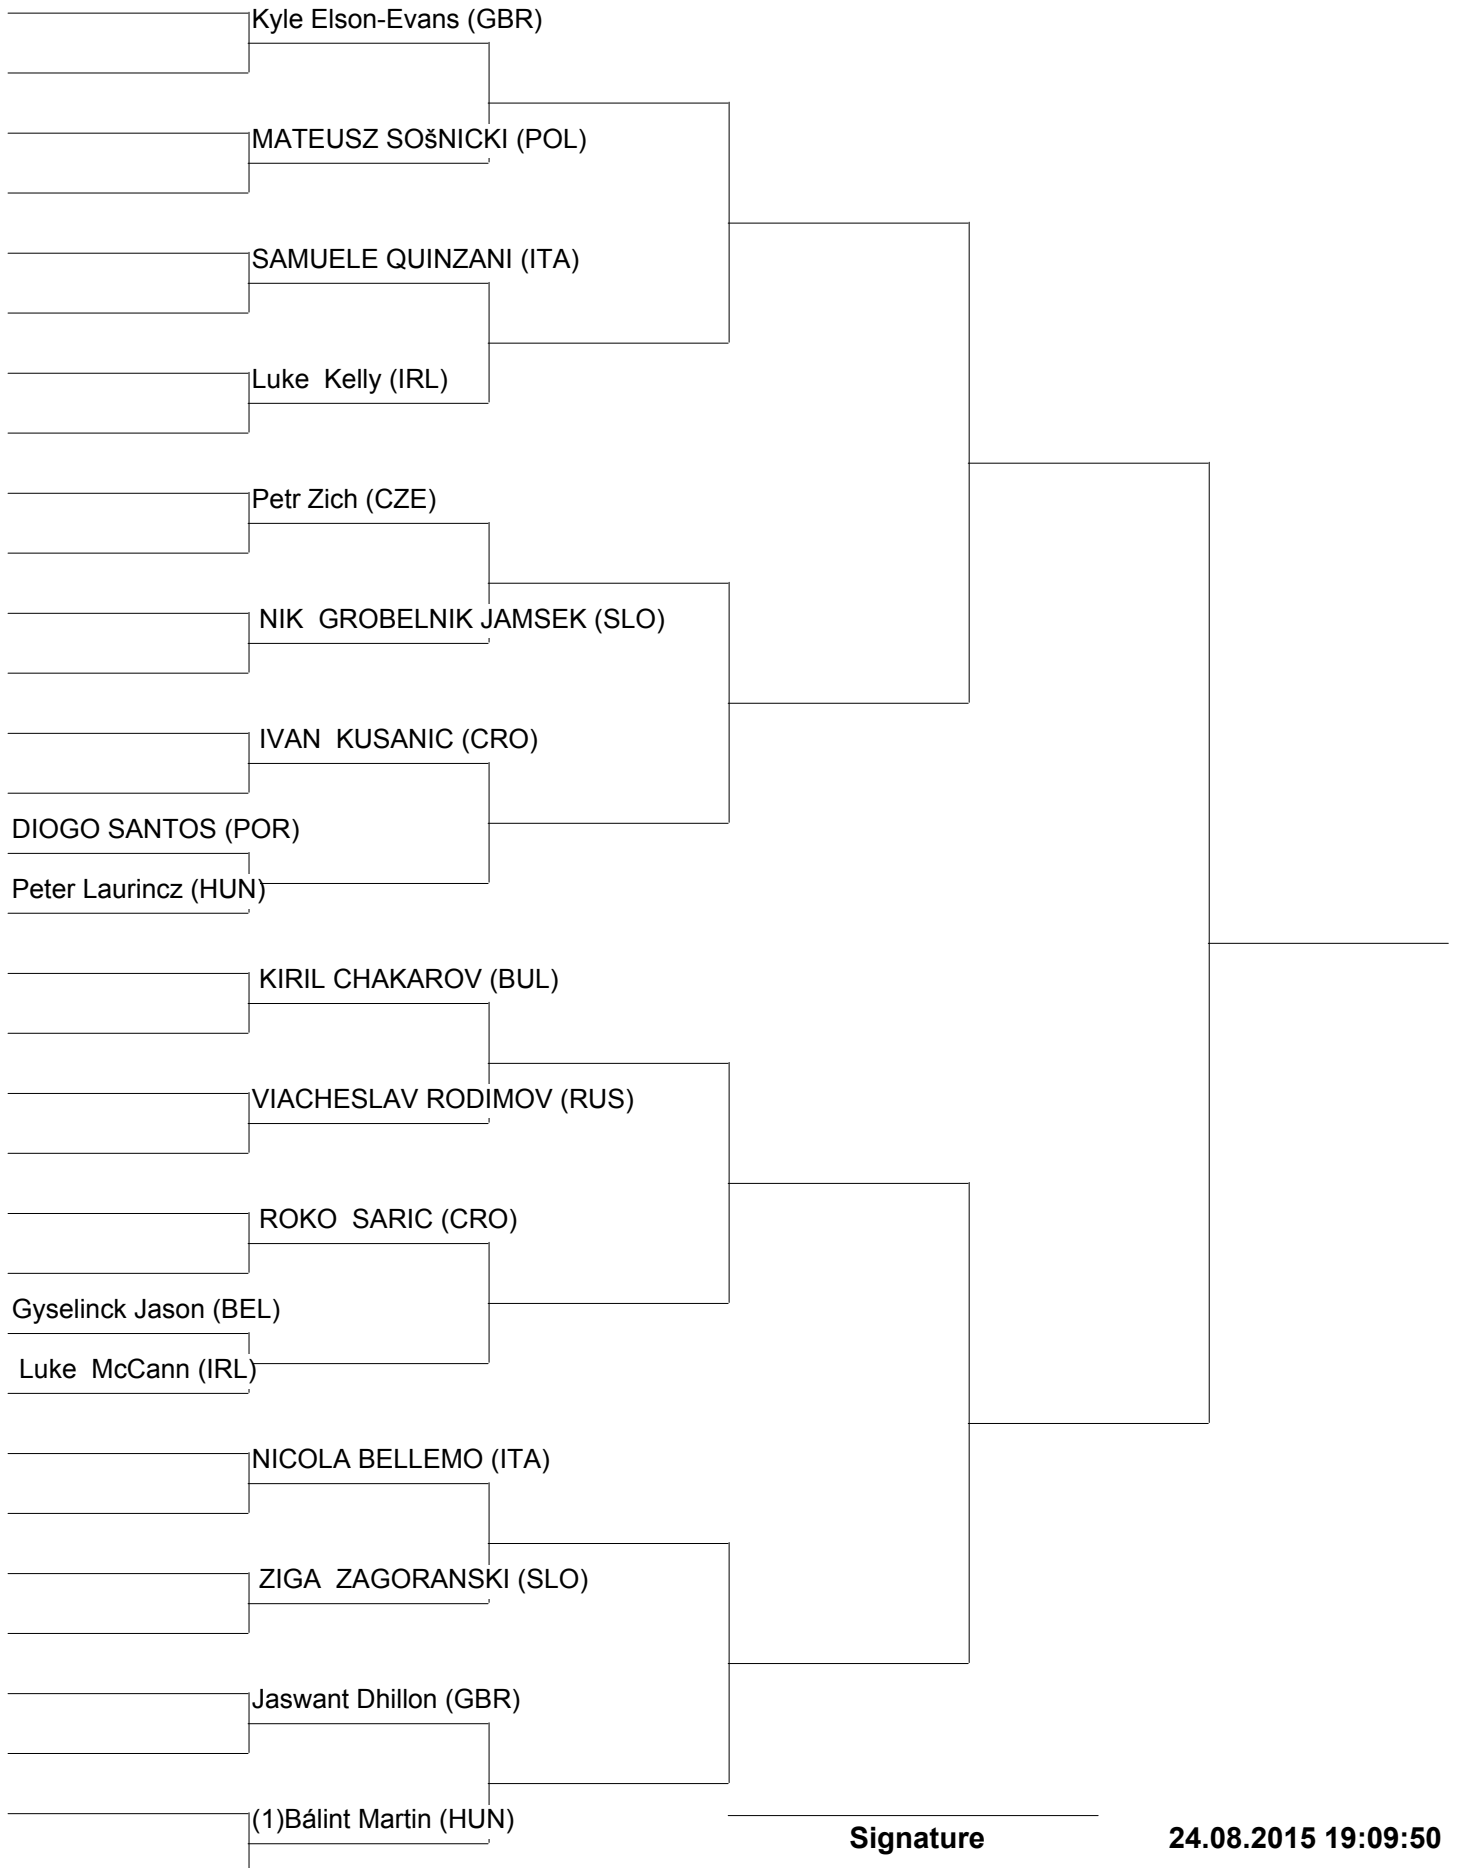 Kyle Elson-Evans (GBR)
MATEUSZ SOšNICKI (POL)
SAMUELE QUINZANI (ITA)
Luke  Kelly (IRL)
Petr Zich (CZE)
NIK  GROBELNIK JAMSEK (SLO)
IVAN  KUSANIC (CRO)
DIOGO SANTOS (POR)
Peter Laurincz (HUN)
KIRIL CHAKAROV (BUL)
VIACHESLAV RODIMOV (RUS)
ROKO  SARIC (CRO)
Gyselinck Jason (BEL)
Luke  McCann (IRL)
NICOLA BELLEMO (ITA)
ZIGA  ZAGORANSKI (SLO)
Jaswant Dhillon (GBR)
(1)Bálint Martin (HUN)
Signature
24.08.2015 19:09:50